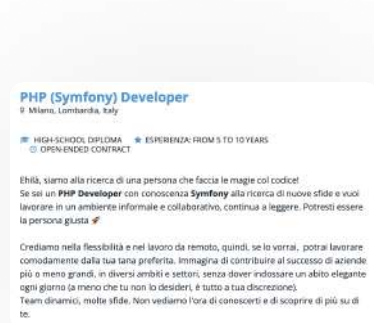 PHP (Symfony) Developer
Milano, Lombardia, Italy
HIGH-SCHOOL DIPLOMA ESPERIENZA: FROM 5 TO 10 YEARS
OPEN-ENDED CONTRACT
Ehilà, siamo alla ricerca di una persona che faccia le magie col codice!
Se sei un PHP Developer con conoscenza Symfony alla ricerca di nuove sfide e vuoi
lavorare in un ambiente informale e collaborativo, continua a leggere. Potresti essere
la persona giusta 🚀
Crediamo nella flessibilità e nel lavoro da remoto, quindi, se lo vorrai, potrai lavorare
comodamente dalla tua tana preferita. Immagina di contribuire al successo di aziende
più o meno grandi, in diversi ambiti e settori, senza dover indossare un abito elegante
ogni giorno (a meno che tu non lo desideri, è tutto a tua discrezione).
Team dinamici, molte sfide. Non vediamo l'ora di conoscerti e di scoprire di più su di
te.